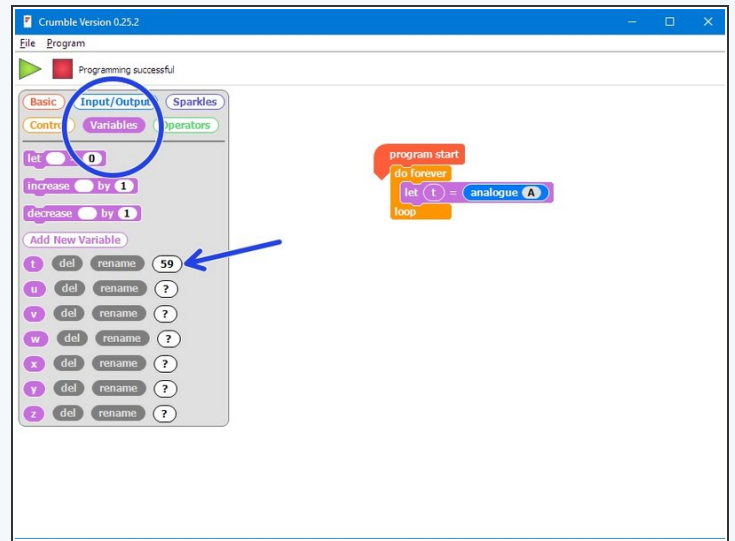 Crumble Version 0.25.2
File Program
Programming successful
Basic Input/Output Sparkles
Control Variables Operators
let = 0
increase by 1
decrease by 1
Add New Variable
t del rename 59
u del rename ?
v del rename ?
w del rename ?
x del rename ?
y del rename ?
z del rename ?
program start
do forever
let t = analogue A
loop